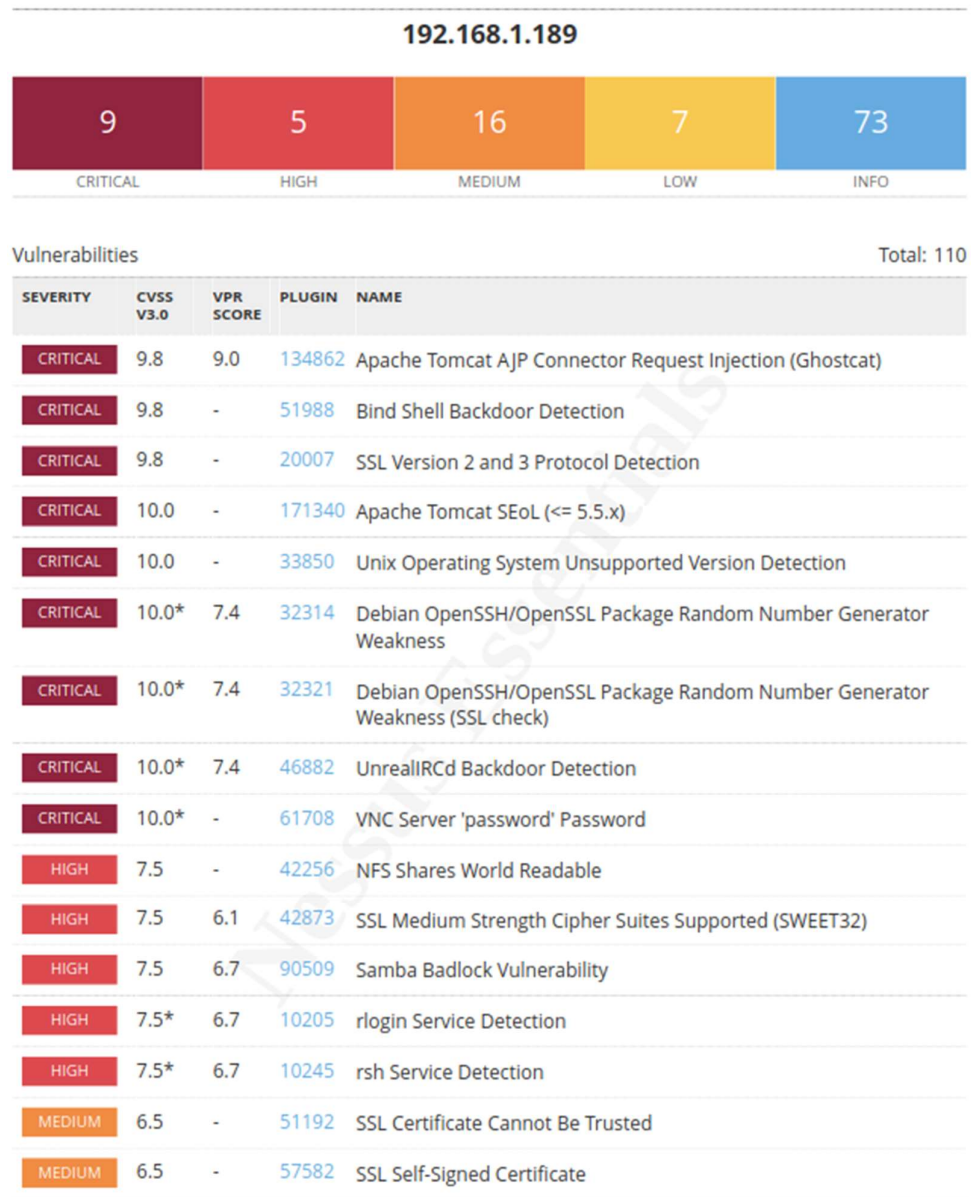 192.168.1.189
9 5 16 7 73
CRITICAL HIGH MEDIUM LOW INFO
Vulnerabilities Total: 110
SEVERITY CVSS V3.0 VPR SCORE PLUGIN NAME
CRITICAL 9.8 9.0 134862 Apache Tomcat AJP Connector Request Injection (Ghostcat)
CRITICAL 9.8 - 51988 Bind Shell Backdoor Detection
CRITICAL 9.8 - 20007 SSL Version 2 and 3 Protocol Detection
CRITICAL 10.0 - 171340 Apache Tomcat SEoL (<= 5.5.x)
CRITICAL 10.0 - 33850 Unix Operating System Unsupported Version Detection
CRITICAL 10.0* 7.4 32314 Debian OpenSSH/OpenSSL Package Random Number Generator
Weakness
CRITICAL 10.0* 7.4 32321 Debian OpenSSH/OpenSSL Package Random Number Generator
Weakness (SSL check)
CRITICAL 10.0* 7.4 46882 UnrealIRCd Backdoor Detection
CRITICAL 10.0* - 61708 VNC Server 'password' Password
HIGH 7.5 - 42256 NFS Shares World Readable
HIGH 7.5 6.1 42873 SSL Medium Strength Cipher Suites Supported (SWEET32)
HIGH 7.5 6.7 90509 Samba Badlock Vulnerability
HIGH 7.5* 6.7 10205 rlogin Service Detection
HIGH 7.5* 6.7 10245 rsh Service Detection
MEDIUM 6.5 - 51192 SSL Certificate Cannot Be Trusted
MEDIUM 6.5 - 57582 SSL Self-Signed Certificate
Nessus Essentials